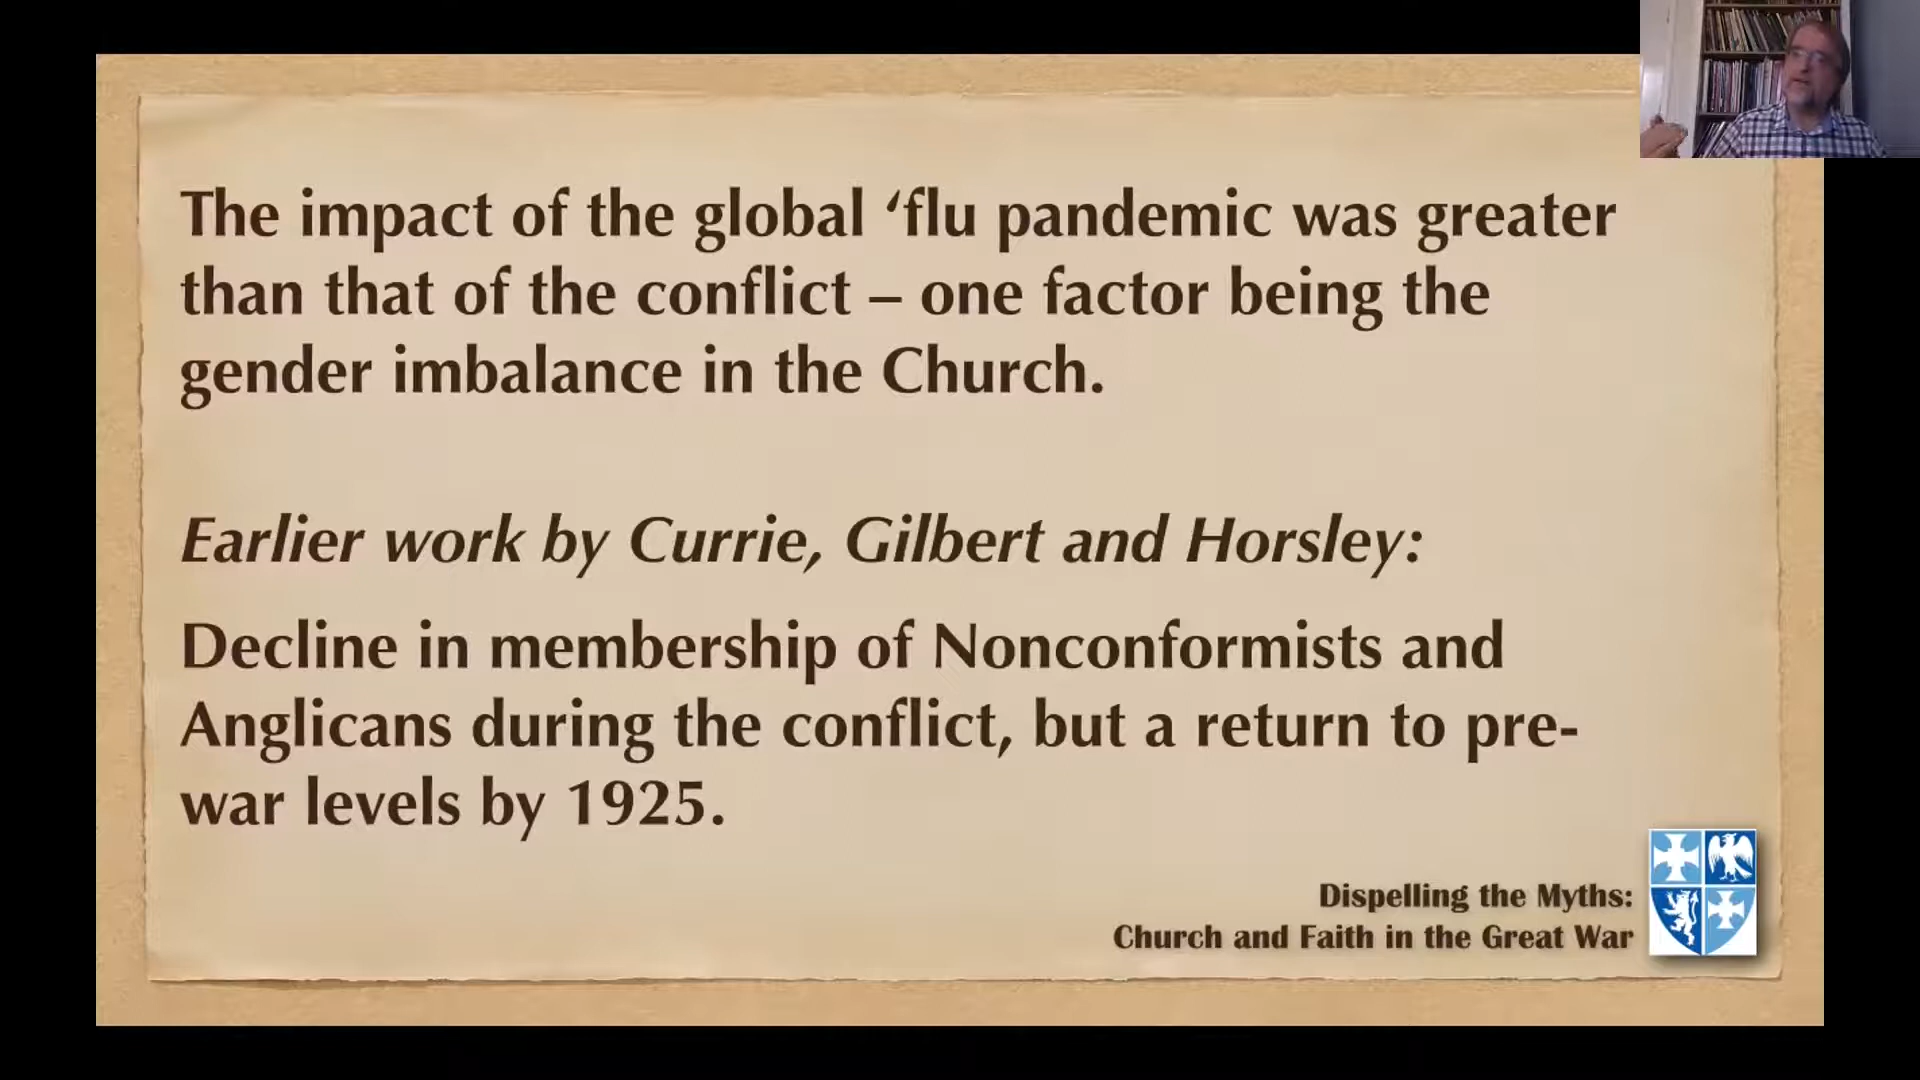 The impact of the global ‘flu pandemic was greater
than that of the conflict – one factor being the
gender imbalance in the Church.
Earlier work by Currie, Gilbert and Horsley:
Decline in membership of Nonconformists and
Anglicans during the conflict, but a return to pre-
war levels by 1925.
Dispelling the Myths:
Church and Faith in the Great War